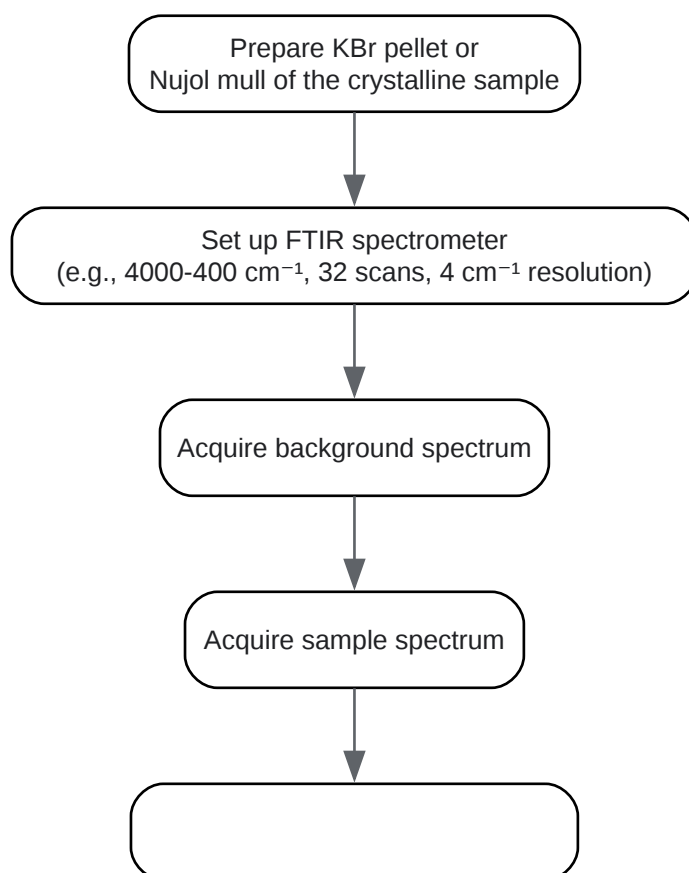 Prepare KBr pellet or
Nujol mull of the crystalline sample
Set up FTIR spectrometer
(e.g., 4000-400 cm⁻¹, 32 scans, 4 cm⁻¹ resolution)
Acquire background spectrum
Acquire sample spectrum